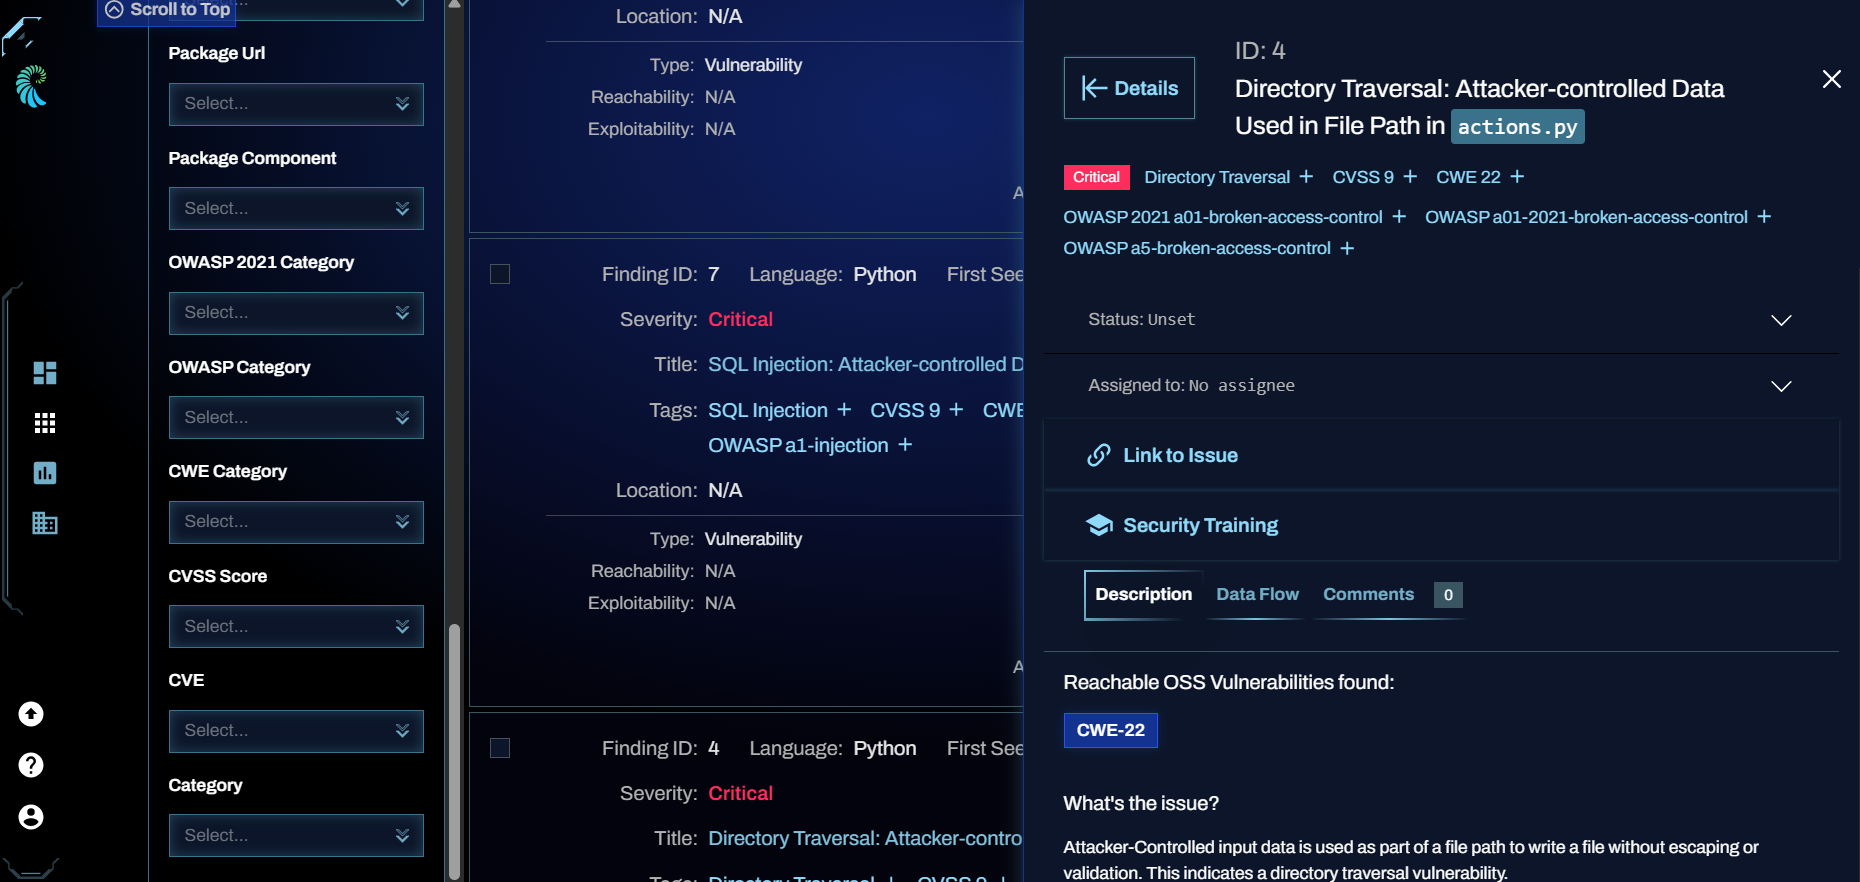 Scroll to Top
Package Url
Select...
Package Component
Select...
OWASP 2021 Category
Select...
OWASP Category
Select...
CWE Category
Select...
CVSS Score
Select...
CVE
Select...
Category
Select...
Location: N/A
Type: Vulnerability
Reachability: N/A
Exploitability: N/A
A
Finding ID: 7 Language: Python First See
Severity: Critical
Title: SQL Injection: Attacker-controlled D
Tags: SQL Injection + CVSS 9 + CWE
OWASP a1-injection +
Location: N/A
Type: Vulnerability
Reachability: N/A
Exploitability: N/A
A
Finding ID: 4 Language: Python First See
Severity: Critical
Title: Directory Traversal: Attacker-contro
Tags: Directory Traversal + CVSS 9 +
Details
ID: 4
Directory Traversal: Attacker-controlled Data
Used in File Path in actions.py
Critical Directory Traversal + CVSS 9 + CWE 22 +
OWASP 2021 a01-broken-access-control + OWASP a01-2021-broken-access-control +
OWASP a5-broken-access-control +
Status: Unset
Assigned to: No assignee
Link to Issue
Security Training
Description Data Flow Comments 0
Reachable OSS Vulnerabilities found:
CWE-22
What's the issue?
Attacker-Controlled input data is used as part of a file path to write a file without escaping or
validation. This indicates a directory traversal vulnerability.